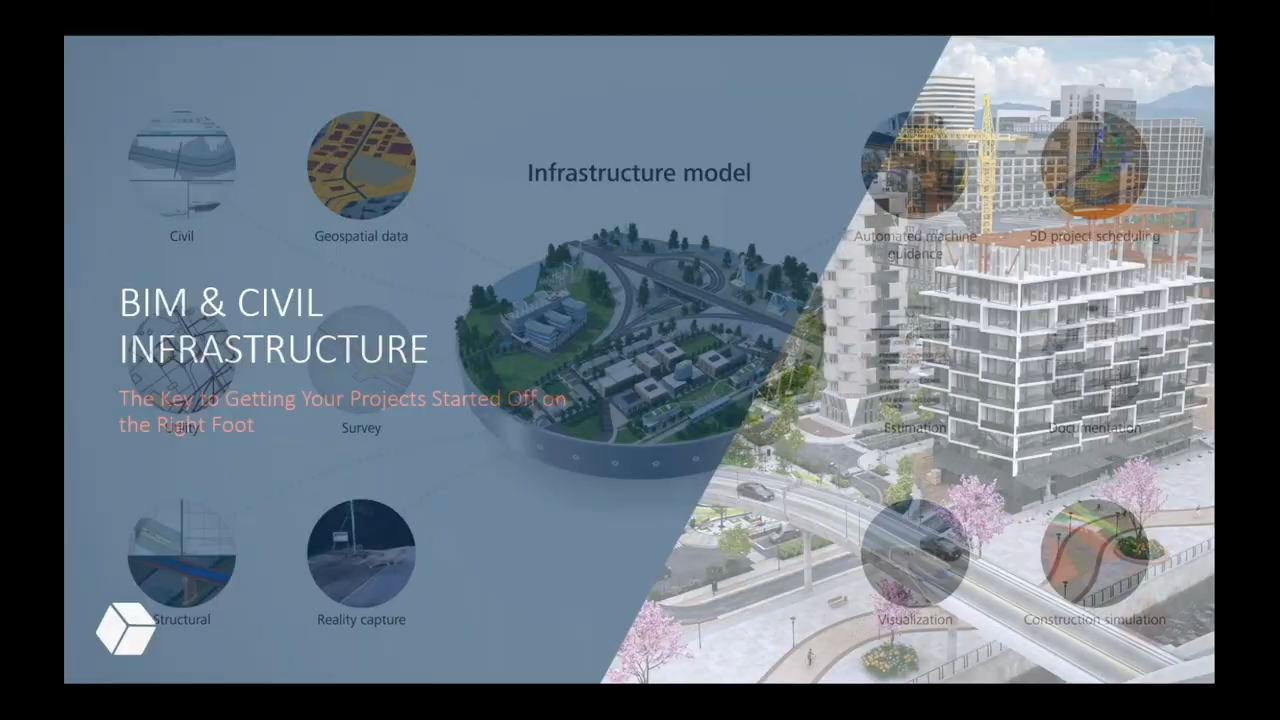 Infrastructure model
Civil
Geospatial data
Automated machine
guidance
5D project scheduling
BIM & CIVIL
INFRASTRUCTURE
The Key to Getting Your Projects Started Off on
the Right Foot
Utility
Survey
Estimation
Documentation
Structural
Reality capture
Visualization
Construction simulation